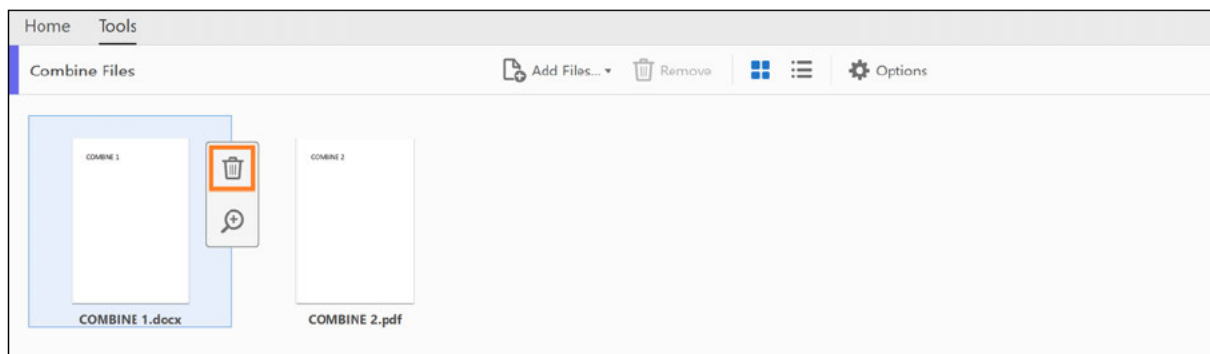 Home Tools
Combine Files Add Files... Remove Options
COMBINE 1 COMBINE 2
COMBINE 1.docx COMBINE 2.pdf